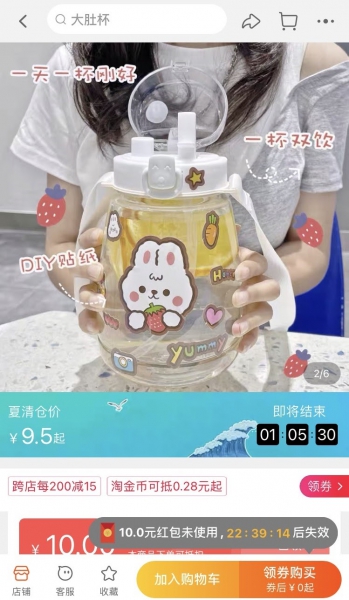 大肚杯
一天一杯刚好
一杯双饮
DIY贴纸
Yummy
2/6
夏清仓价
即将结束
¥9.5起
01:05:30
跨店每200减15
淘金币可抵0.28元起
领券
10.0元红包未使用，22:39:14后失效
¥10.00
店铺
客服
收藏
加入购物车
领券购买
券后¥0起